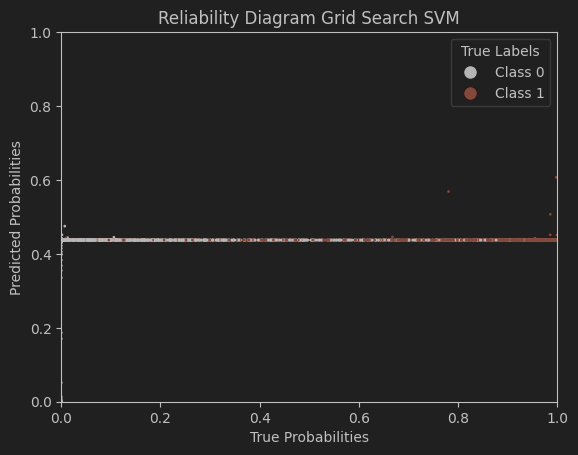 Reliability Diagram Grid Search SVM
True Labels
Class 0
Class 1
Predicted Probabilities
1.0
0.8
0.6
0.4
0.2
0.0
0.0 0.2 0.4 0.6 0.8 1.0
True Probabilities